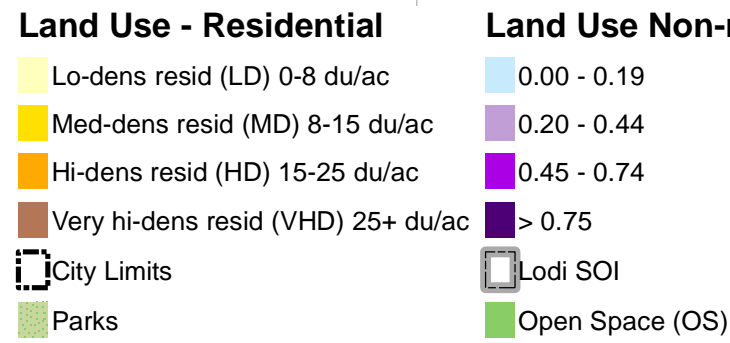 Land Use - Residential
Lo-dens resid (LD) 0-8 du/ac
Med-dens resid (MD) 8-15 du/ac
Hi-dens resid (HD) 15-25 du/ac
Very hi-dens resid (VHD) 25+ du/ac
City Limits
Parks
Land Use Non-
0.00 - 0.19
0.20 - 0.44
0.45 - 0.74
> 0.75
Lodi SOI
Open Space (OS)